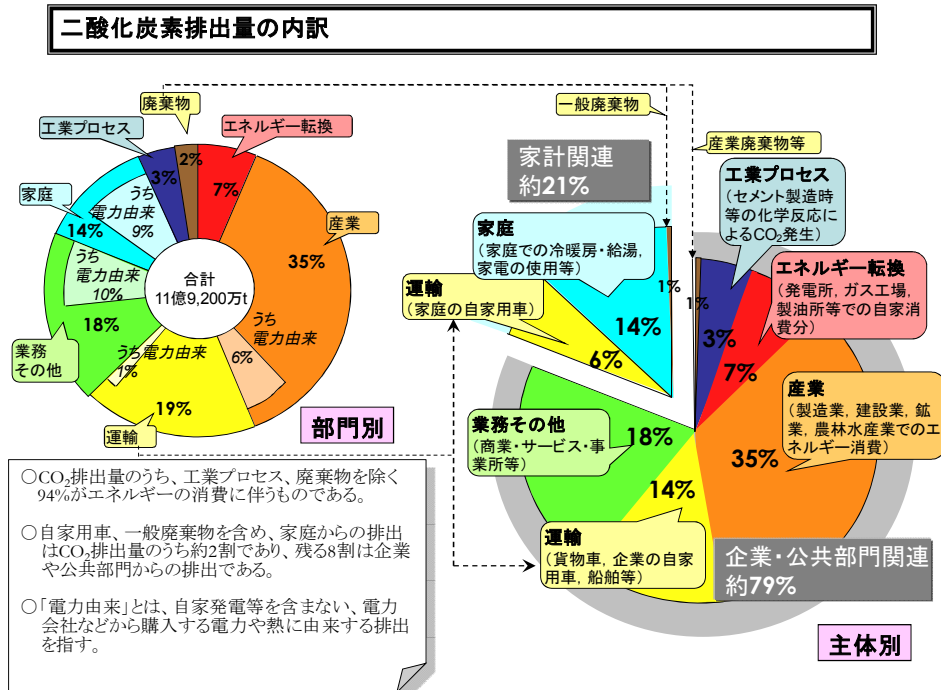 二酸化炭素排出量の内訳
廃棄物
工業プロセス
エネルギー転換
家庭
産業
業務
その他
運輸
2%
3%
7%
うち
電力由来
9%
14%
35%
合計
11億9,200万t
うち
電力由来
10%
18%
うち
電力由来
6%
うち電力由来
1%
19%
部門別
一般廃棄物
産業廃棄物等
家計関連
約21%
工業プロセス
(セメント製造時
等の化学反応に
よるCO₂発生)
家庭
(家庭での冷暖房・給湯,
家電の使用等)
エネルギー転換
(発電所, ガス工場,
製油所等での自家消
費分)
運輸
(家庭の自家用車)
1%
1%
14%
3%
6%
7%
産業
(製造業, 建設業, 鉱
業, 農林水産業でのエ
ネルギー消費)
業務その他
(商業・サービス・事
業所等)
18%
35%
14%
運輸
(貨物車, 企業の自家
用車, 船舶等)
企業・公共部門関連
約79%
主体別
○CO₂排出量のうち、工業プロセス、廃棄物を除く
94%がエネルギーの消費に伴うものである。
○自家用車、一般廃棄物を含め、家庭からの排出
はCO₂排出量のうち約2割であり、残る8割は企業
や公共部門からの排出である。
○「電力由来」とは、自家発電等を含まない、電力
会社などから購入する電力や熱に由来する排出
を指す。